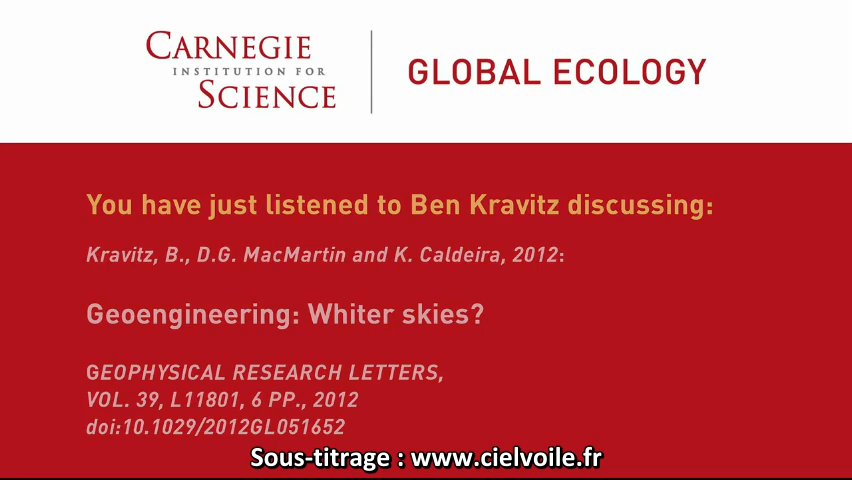 CARNEGIE
INSTITUTION FOR
SCIENCE
GLOBAL ECOLOGY
You have just listened to Ben Kravitz discussing:
Kravitz, B., D.G. MacMartin and K. Caldeira, 2012:
Geoengineering: Whiter skies?
GEOPHYSICAL RESEARCH LETTERS,
VOL. 39, L11801, 6 PP., 2012
doi:10.1029/2012GL051652
Sous-titrage : www.cielvoile.fr